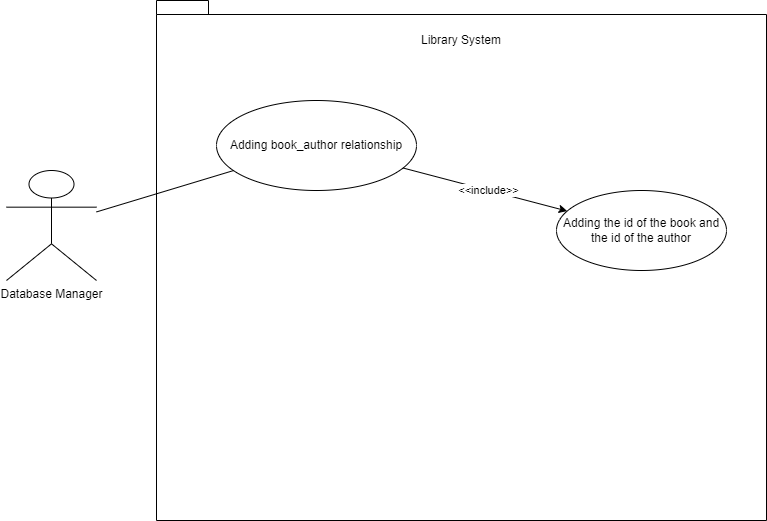 Library System
Adding book_author relationship
<<include>>
Adding the id of the book and
the id of the author
Database Manager